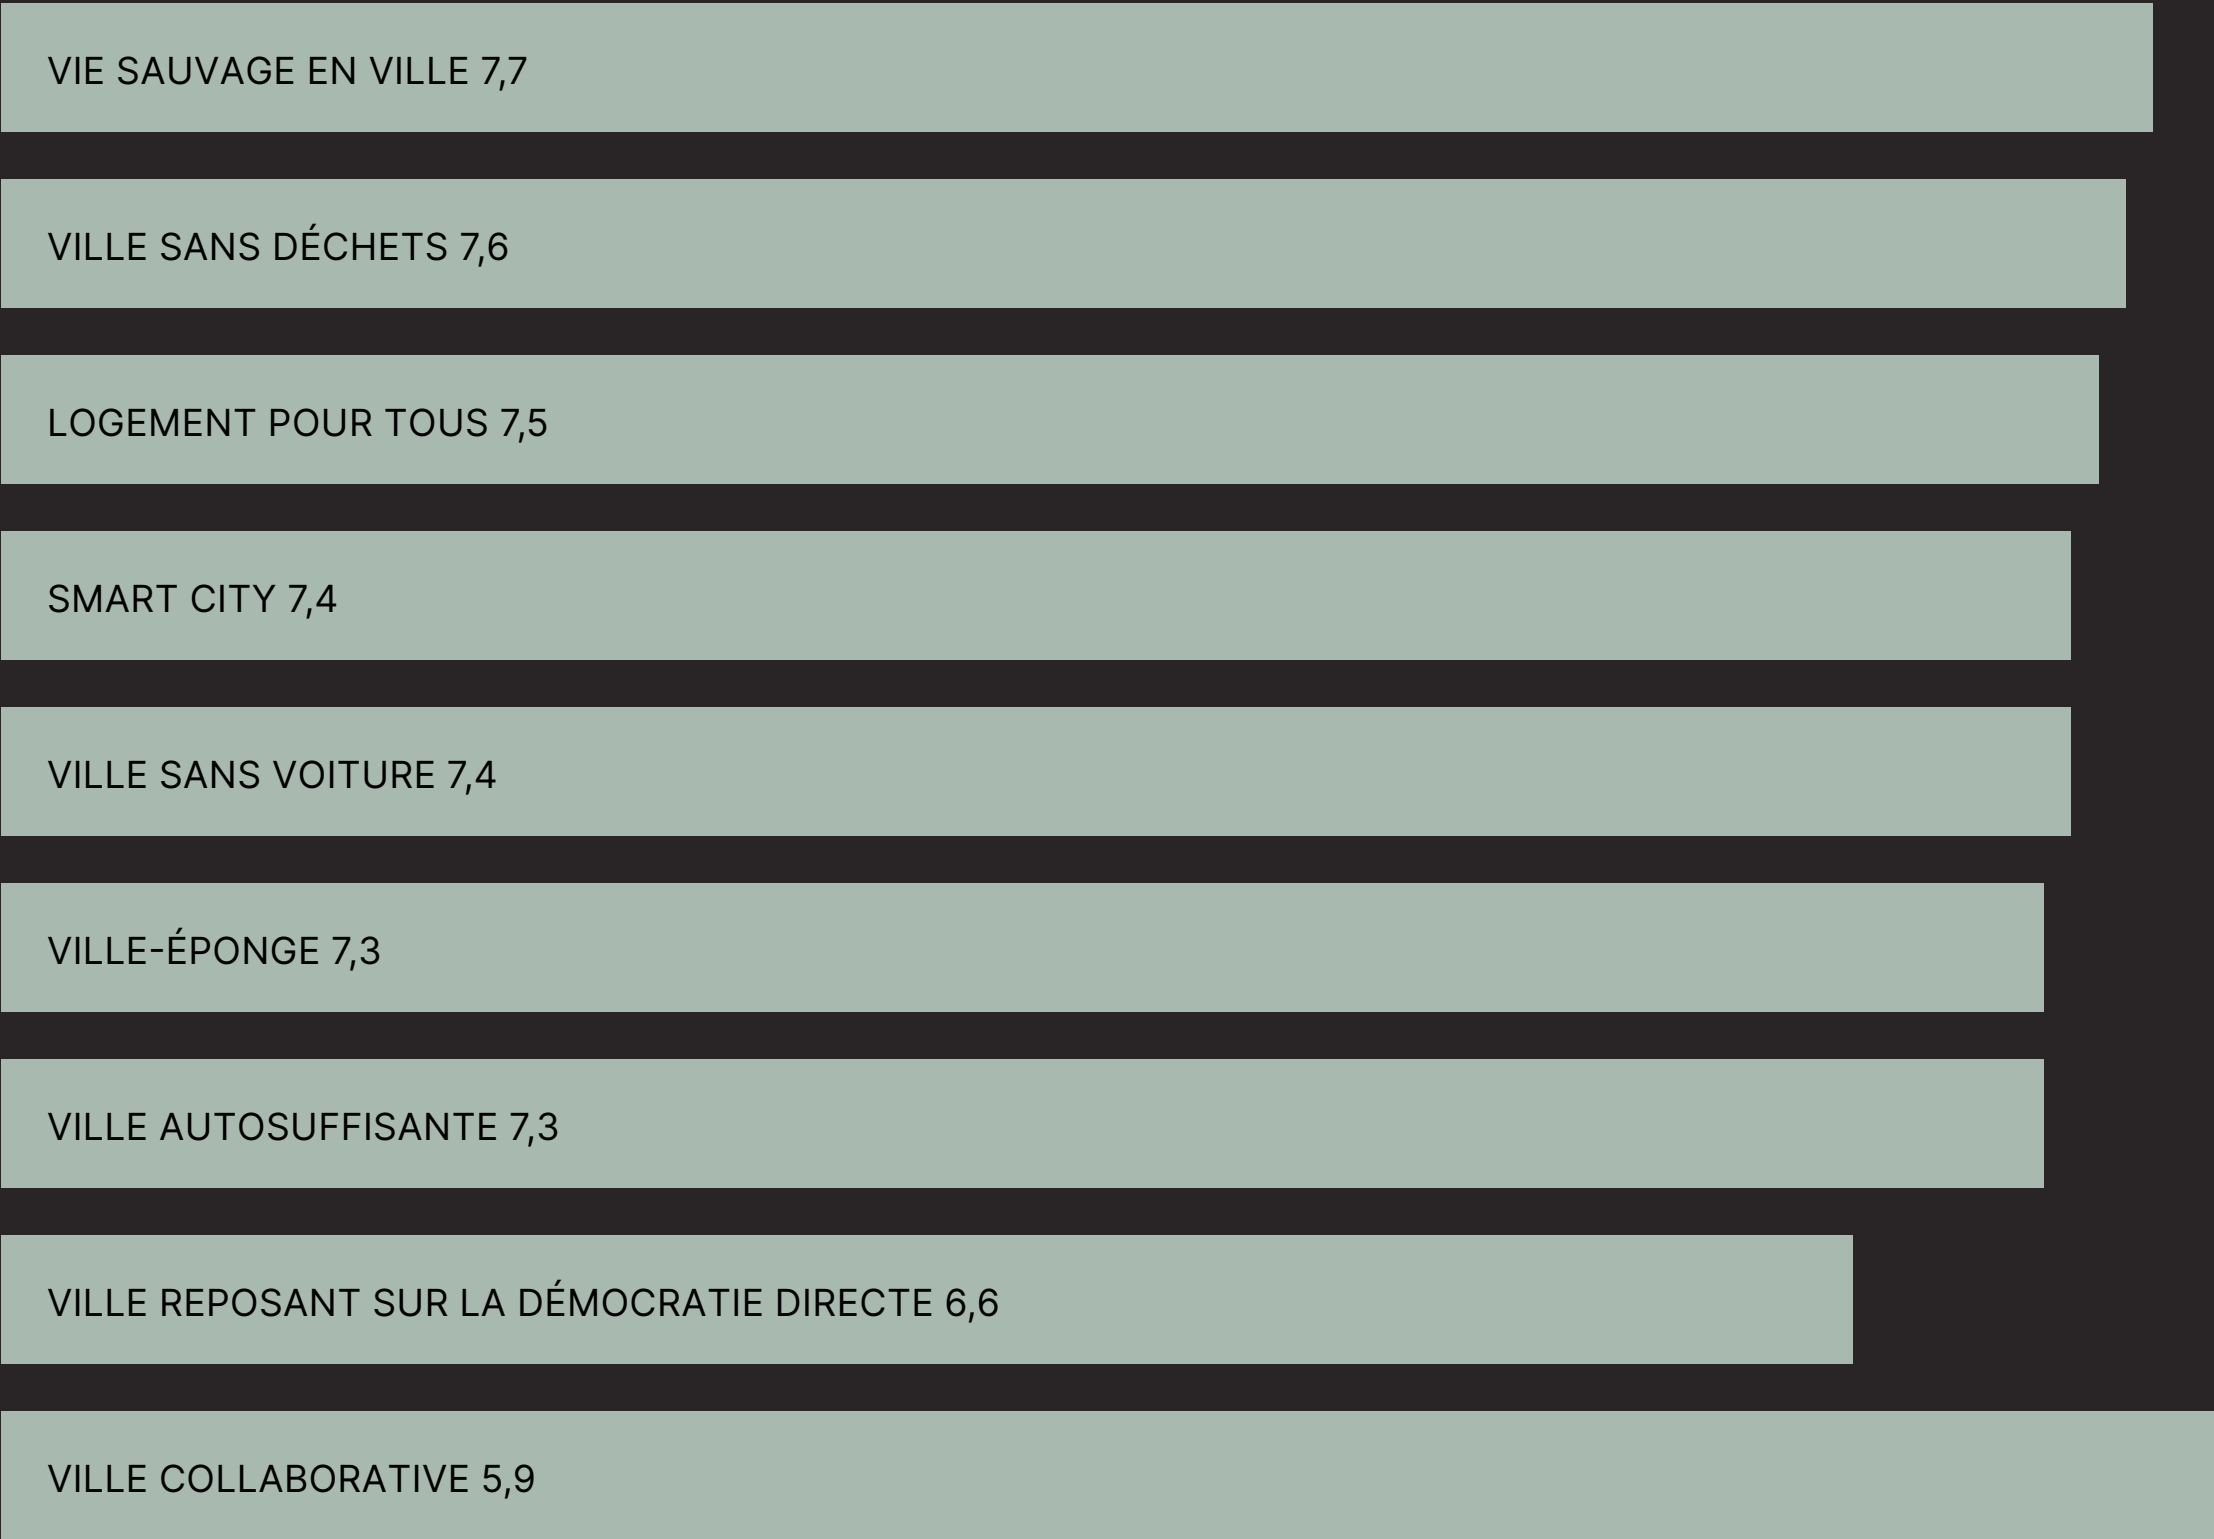 VIE SAUVAGE EN VILLE 7,7
VILLE SANS DÉCHETS 7,6
LOGEMENT POUR TOUS 7,5
SMART CITY 7,4
VILLE SANS VOITURE 7,4
VILLE-ÉPONGE 7,3
VILLE AUTOSUFFISANTE 7,3
VILLE REPOSANT SUR LA DÉMOCRATIE DIRECTE 6,6
VILLE COLLABORATIVE 5,9